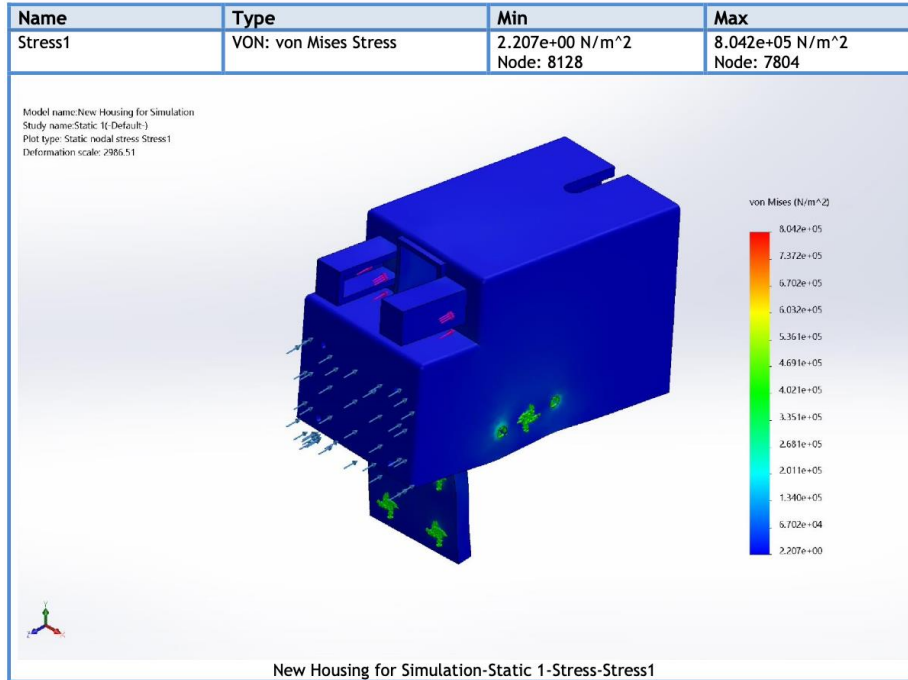 Name Type Min Max
Stress1 VON: von Mises Stress 2.207e+00 N/m^2 8.042e+05 N/m^2
Node: 8128 Node: 7804
Model name:New Housing for Simulation
Study name:Static 1(-Default-)
Plot type: Static nodal stress Stress1
Deformation scale: 2986.51
von Mises (N/m^2)
8.042e+05
7.372e+05
6.702e+05
6.032e+05
5.361e+05
4.691e+05
4.021e+05
3.351e+05
2.681e+05
2.011e+05
1.340e+05
6.702e+04
2.207e+00
New Housing for Simulation-Static 1-Stress-Stress1